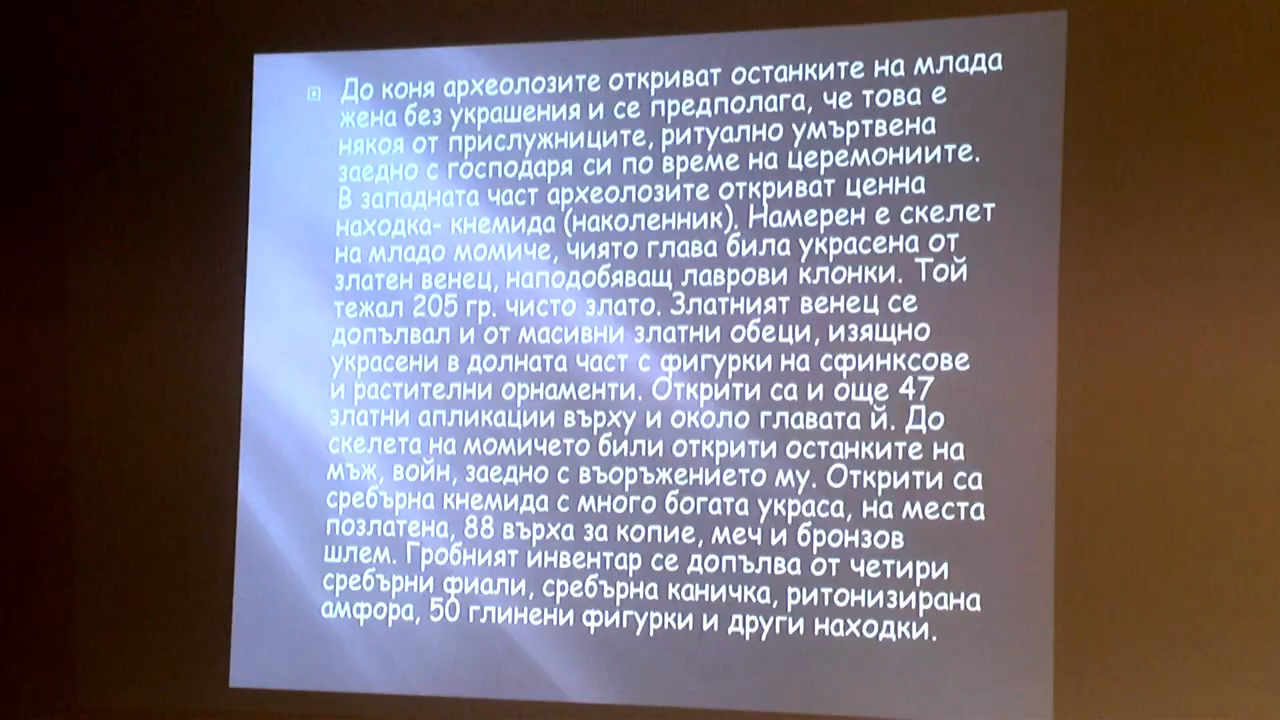 До коня археолозите откриват останките на млада
жена без украшения и се предполага, че това е
някоя от прислужниците, ритуално умъртвена
заедно с господаря си по време на церемониите.
В западната част археолозите откриват ценна
находка- кнемида (наколенник). Намерен е скелет
на младо момиче, чиято глава била украсена от
златен венец, наподобяващ лаврови клонки. Той
тежал 205 гр. чисто злато. Златният венец се
допълвал и от масивни златни обеци, изящно
украсени в долната част с фигурки на сфинксове
и растителни орнаменти. Открити са и още 47
златни апликации върху и около главата й. До
скелета на момичето били открити останките на
мъж, войн, заедно с въоръжението му. Открити са
сребърна кнемида с много богата украса, на места
позлатена, 88 върха за копие, меч и бронзов
шлем. Гробният инвентар се допълва от четири
сребърни фиали, сребърна каничка, ритонизирана
амфора, 50 глинени фигурки и други находки.